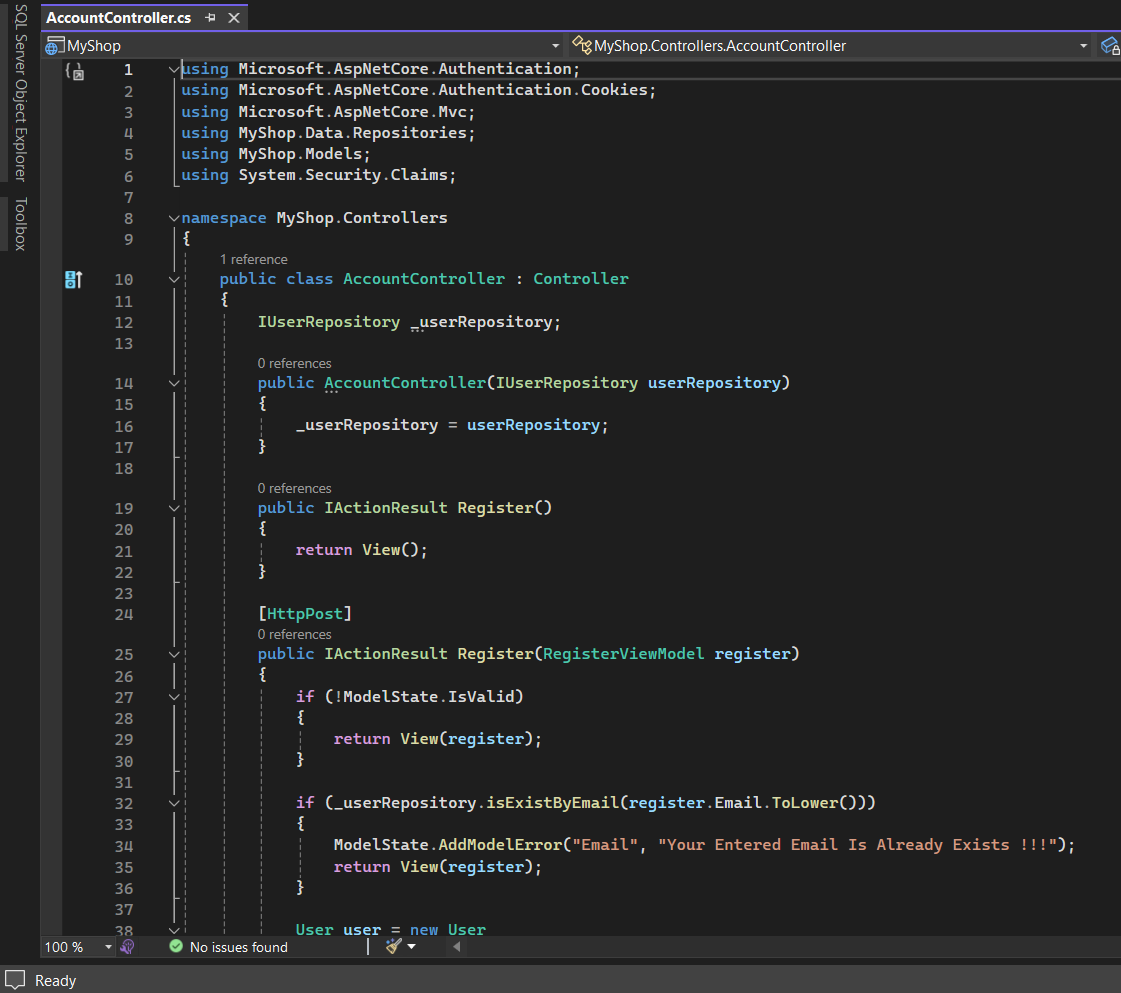 SQL Server Object Explorer
Toolbox
AccountController.cs
MyShop
MyShop.Controllers.AccountController
1 using Microsoft.AspNetCore.Authentication;
2 using Microsoft.AspNetCore.Authentication.Cookies;
3 using Microsoft.AspNetCore.Mvc;
4 using MyShop.Data.Repositories;
5 using MyShop.Models;
6 using System.Security.Claims;
7
8 namespace MyShop.Controllers
9 {
1 reference
10 public class AccountController : Controller
11 {
12 IUserRepository _userRepository;
13
0 references
14 public AccountController(IUserRepository userRepository)
15 {
16 _userRepository = userRepository;
17 }
18
0 references
19 public IActionResult Register()
20 {
21 return View();
22 }
23
24 [HttpPost]
0 references
25 public IActionResult Register(RegisterViewModel register)
26 {
27 if (!ModelState.IsValid)
28 {
29 return View(register);
30 }
31
32 if (_userRepository.isExistByEmail(register.Email.ToLower()))
33 {
34 ModelState.AddModelError("Email", "Your Entered Email Is Already Exists !!!");
35 return View(register);
36 }
37
38 User user = new User
100 %
No issues found
Ready